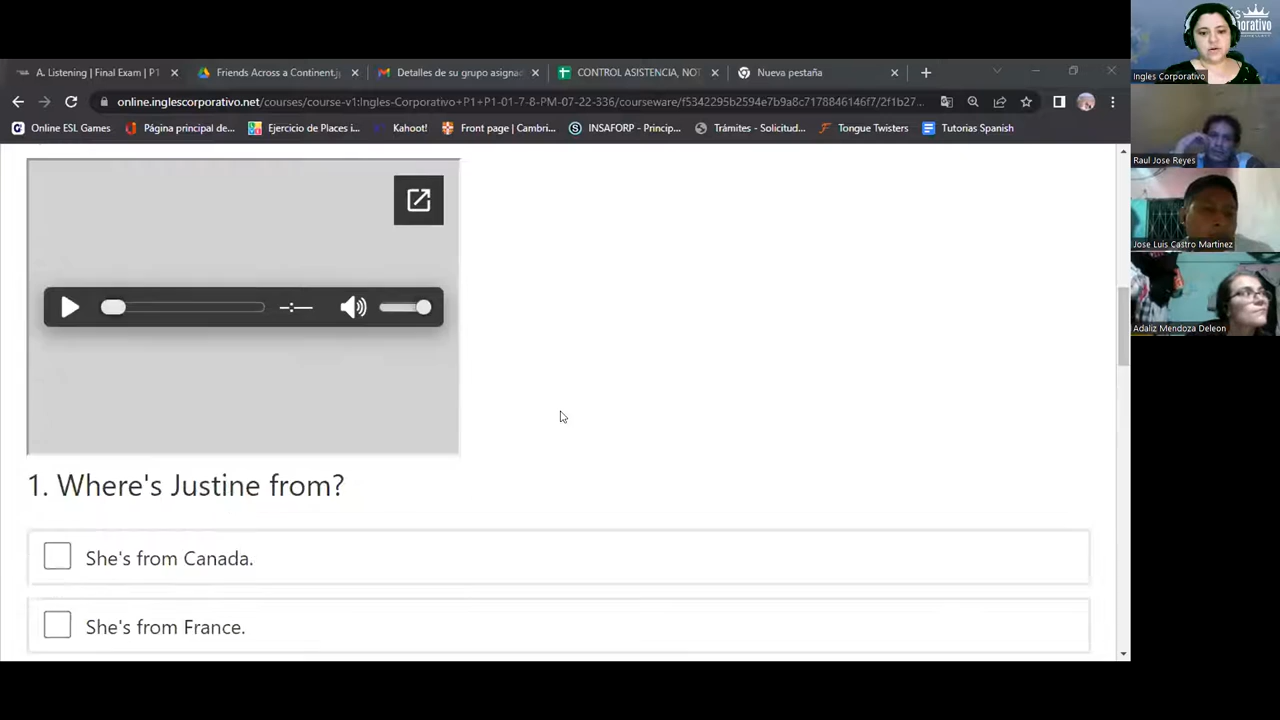 A. Listening | Final Exam | P1
Friends Across a Continent.j
Detalles de su grupo asignad
CONTROL ASISTENCIA, NOT
Nueva pestaña
online.inglescorporativo.net/courses/course-v1:Ingles-Corporativo+P1+P1-01-7-8-PM-07-22-336/courseware/f5342295b2594e7b9a8c7178846146f7/2f1b27...
Online ESL Games
Página principal de...
Ejercicio de Places i...
Kahoot!
Front page | Cambri...
INSAFORP - Princip...
Trámites - Solicitud...
Tongue Twisters
Tutorias Spanish
1. Where's Justine from?
She's from Canada.
She's from France.
Ingles Corporativo
Raul Jose Reyes
Jose Luis Castro Martinez
Adaliz Mendoza Deleon